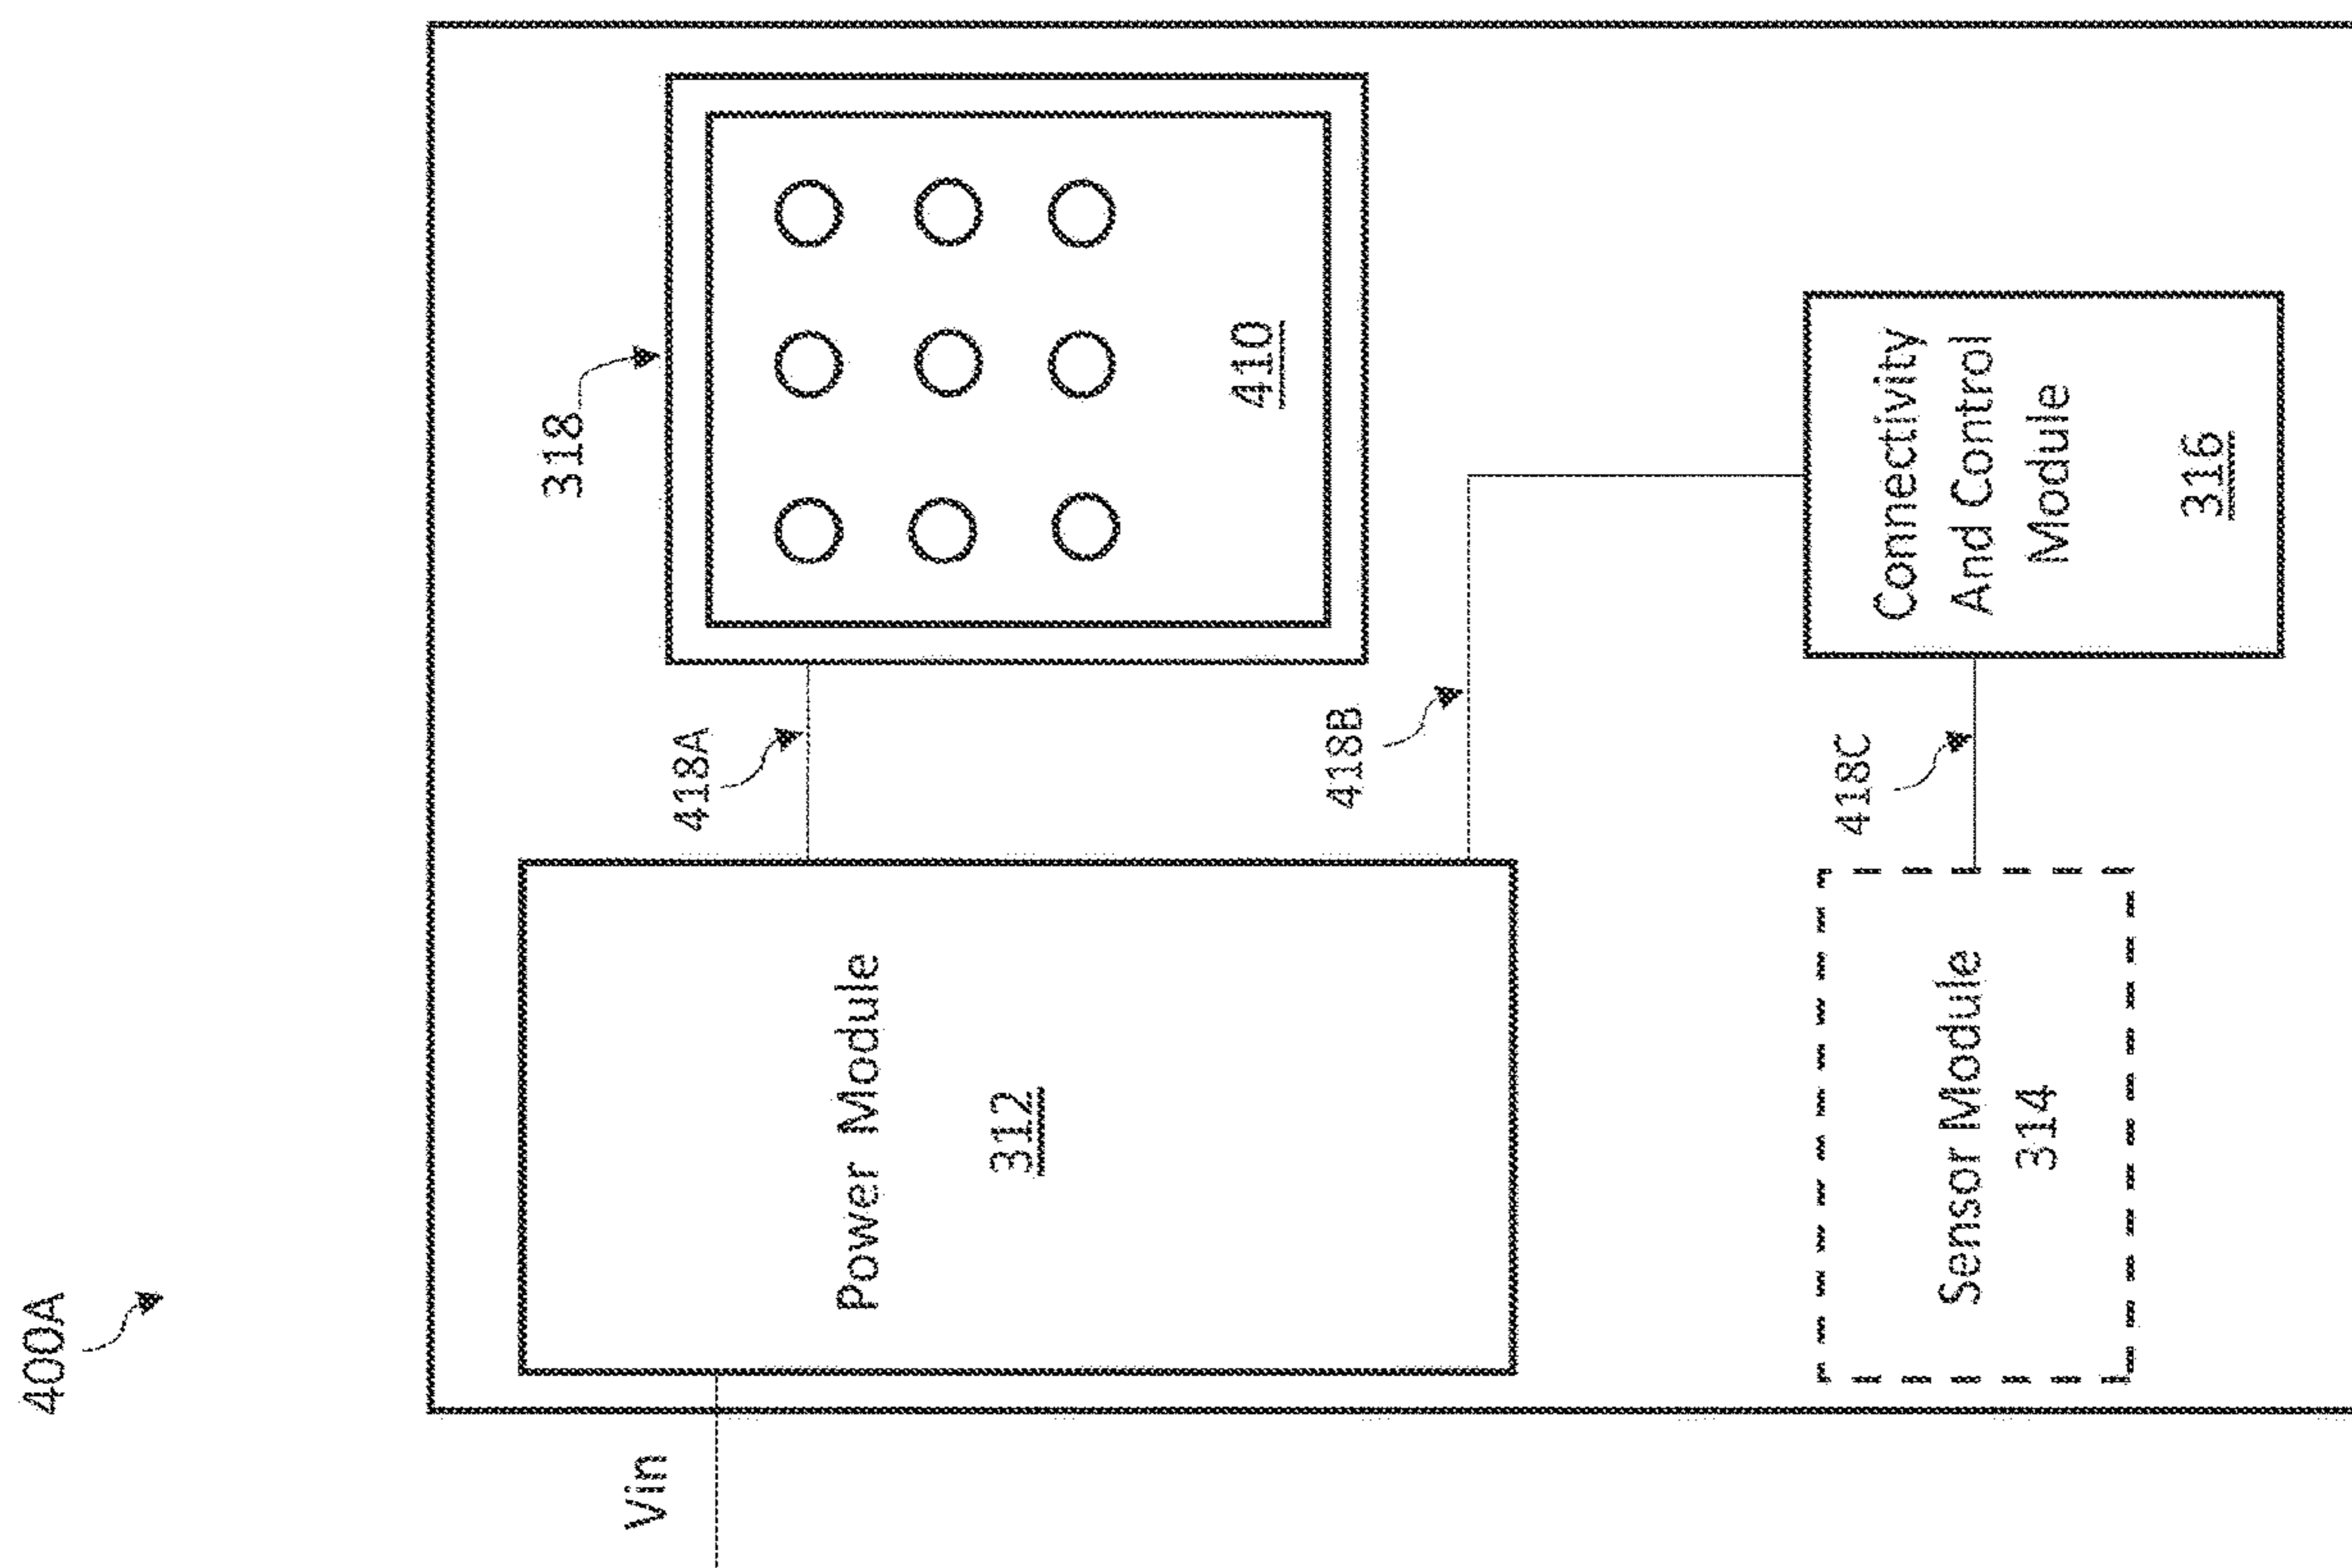 400A
Vin
Power Module
312
418A
318
410
418B
Sensor Module
314
418C
Connectivity
And Control
Module
316